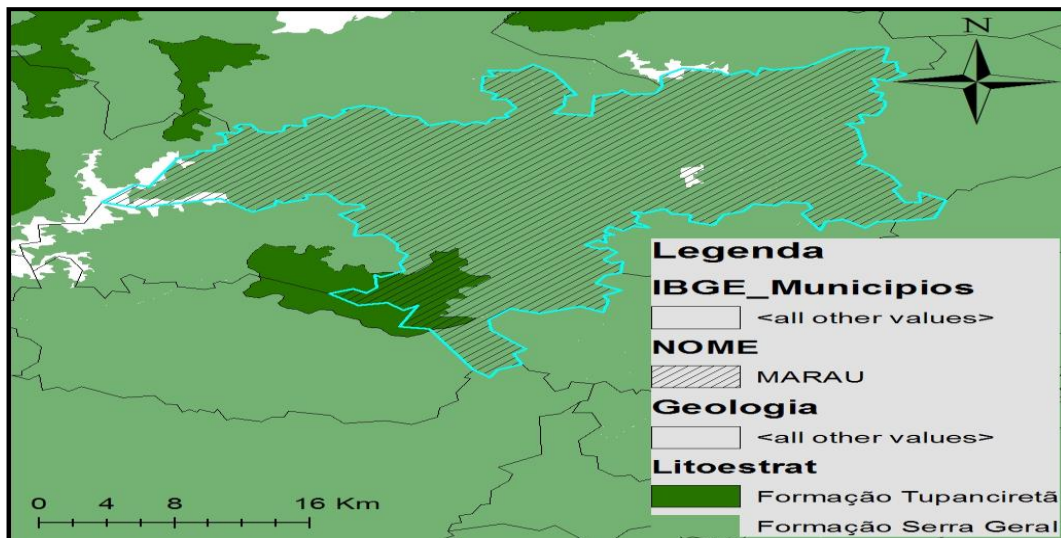 N
Legenda
IBGE_Municipios
<all other values>
NOME
MARAU
Geologia
<all other values>
Litoestrat
Formação Tupanciretã
Formação Serra Geral
0 4 8 16 Km